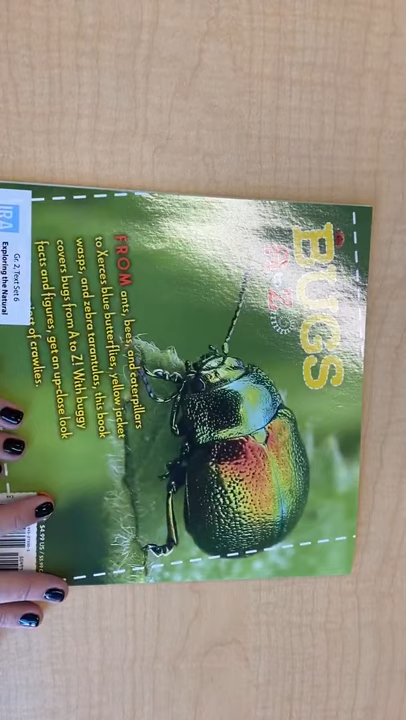 BUGS
A Z
FROM ants, bees, and caterpillars
to Xerces blue butterflies, yellow jacket
wasps, and zebra tarantulas, this book
covers bugs from A to Z! With buggy
facts and figures, get an up-close look
of crawlies.
IRA
Gr. 2, Text Set 6
Exploring the Natural
$4.99 US